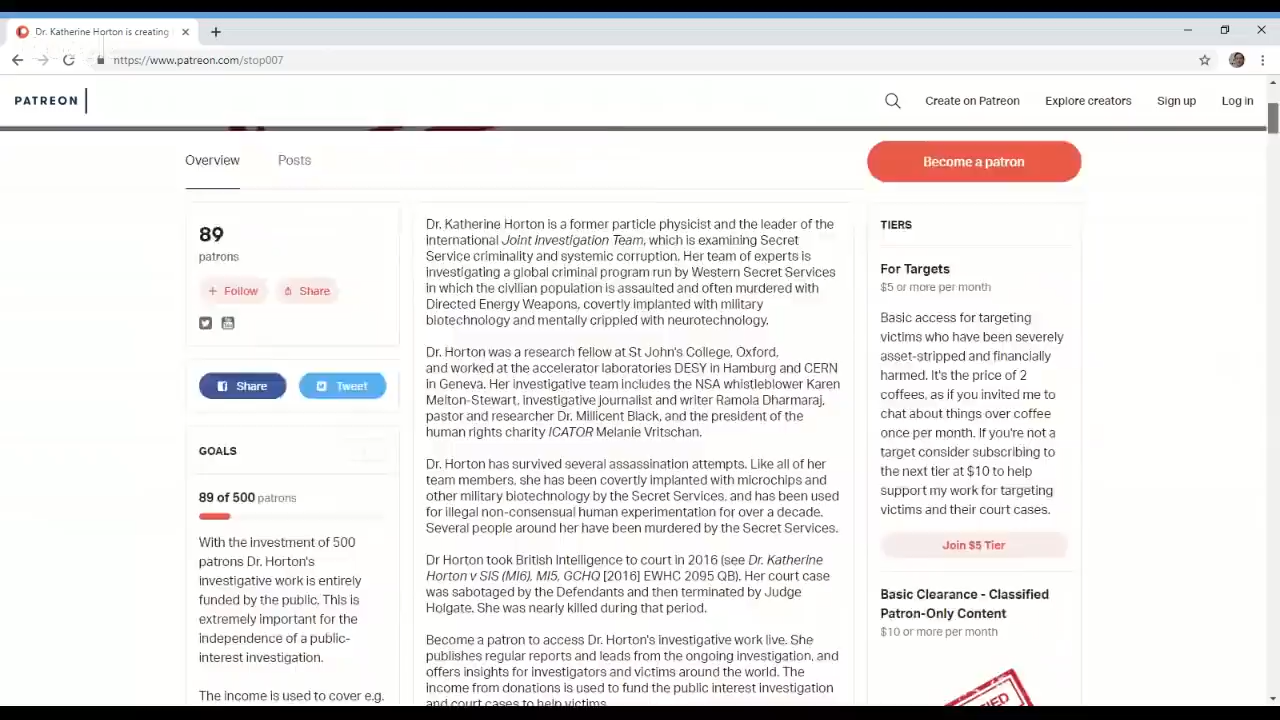 Dr. Katherine Horton is creating
https://www.patreon.com/stop007
PATREON
Create on Patreon
Explore creators
Sign up
Log in
Overview
Posts
Become a patron
89
patrons
+ Follow
Share
Share
Tweet
GOALS
89 of 500 patrons
With the investment of 500
patrons Dr. Horton's
investigative work is entirely
funded by the public. This is
extremely important for the
independence of a public-
interest investigation.
The income is used to cover e.g.
Dr. Katherine Horton is a former particle physicist and the leader of the
international Joint Investigation Team, which is examining Secret
Service criminality and systemic corruption. Her team of experts is
investigating a global criminal program run by Western Secret Services
in which the civilian population is assaulted and often murdered with
Directed Energy Weapons, covertly implanted with military
biotechnology and mentally crippled with neurotechnology.
Dr. Horton was a research fellow at St John's College, Oxford,
and worked at the accelerator laboratories DESY in Hamburg and CERN
in Geneva. Her investigative team includes the NSA whistleblower Karen
Melton-Stewart, investigative journalist and writer Ramola Dharmaraj,
pastor and researcher Dr. Millicent Black, and the president of the
human rights charity ICATOR Melanie Vritschan.
Dr. Horton has survived several assassination attempts. Like all of her
team members, she has been covertly implanted with microchips and
other military biotechnology by the Secret Services, and has been used
for illegal non-consensual human experimentation for over a decade.
Several people around her have been murdered by the Secret Services.
Dr Horton took British Intelligence to court in 2016 (see Dr. Katherine
Horton v SIS (MI6), MI5, GCHQ [2016] EWHC 2095 QB). Her court case
was sabotaged by the Defendants and then terminated by Judge
Holgate. She was nearly killed during that period.
Become a patron to access Dr. Horton's investigative work live. She
publishes regular reports and leads from the ongoing investigation, and
offers insights for investigators and victims around the world. The
income from donations is used to fund the public interest investigation
and court cases to help victims.
TIERS
For Targets
$5 or more per month
Basic access for targeting
victims who have been severely
asset-stripped and financially
harmed. It's the price of 2
coffees, as if you invited me to
chat about things over coffee
once per month. If you're not a
target consider subscribing to
the next tier at $10 to help
support my work for targeting
victims and their court cases.
Join $5 Tier
Basic Clearance - Classified
Patron-Only Content
$10 or more per month